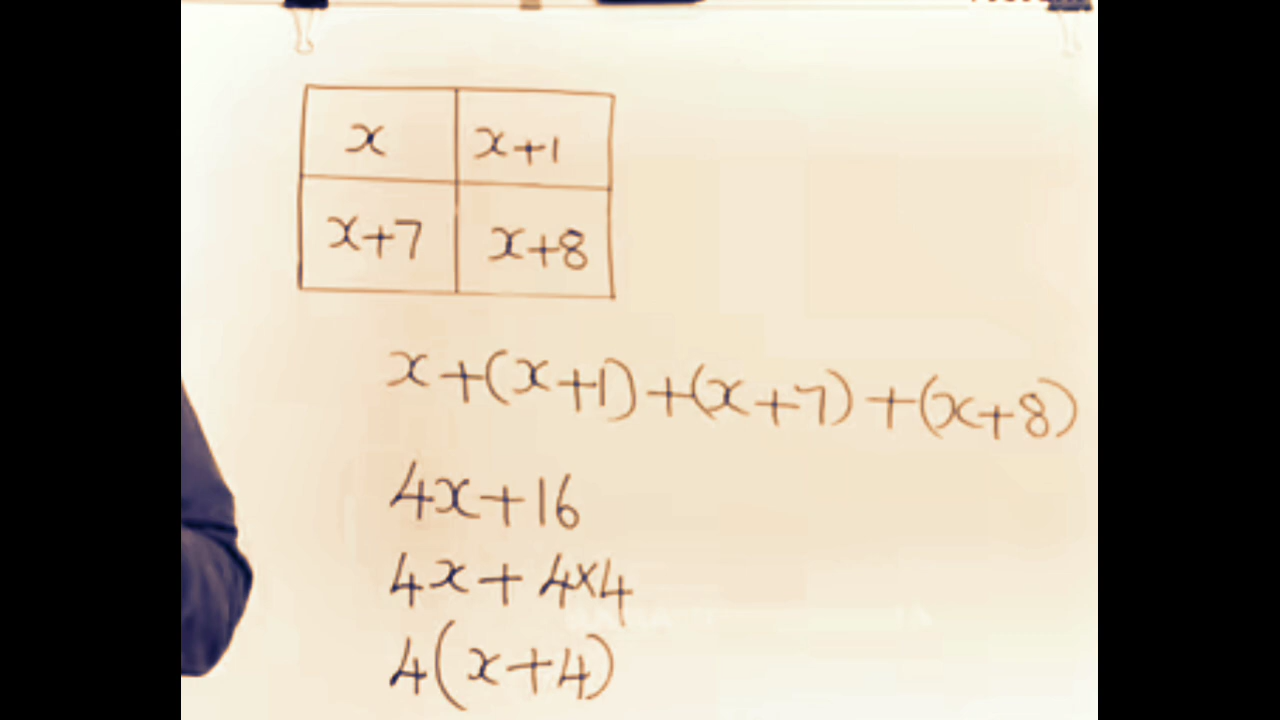 x x+1
x+7 x+8
x+(x+1)+(x+7)+(x+8)
4x+16
4x+4×4
4(x+4)